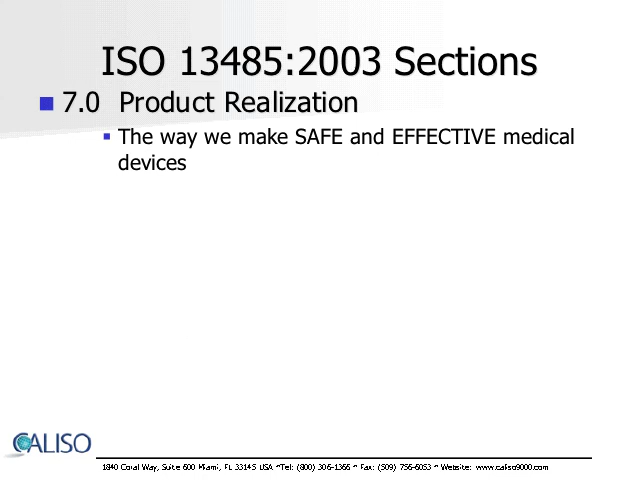 ISO 13485:2003 Sections
7.0 Product Realization
The way we make SAFE and EFFECTIVE medical
devices
CALISO
1840 Coral Way, Suite 600 Miami, FL 33145 USA ~Tel: (800) 306-1366 ~ Fax: (509) 756-6053 ~ Website: www.caliso9000.com